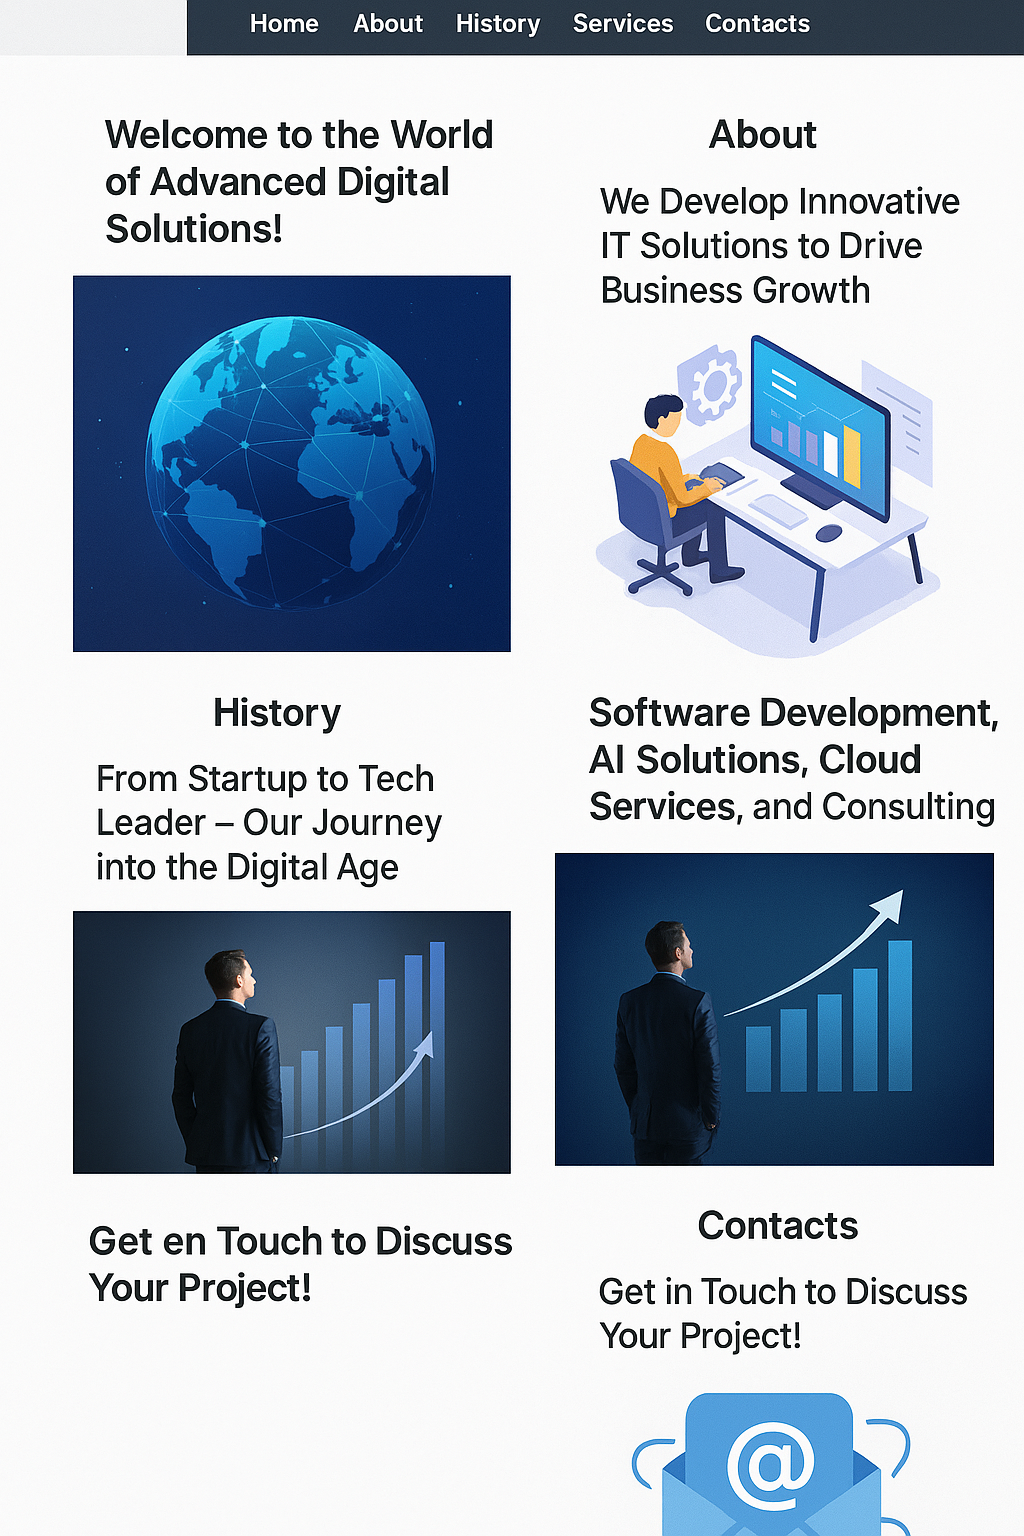 Home About History Services Contacts
Welcome to the World
of Advanced Digital
Solutions!
About
We Develop Innovative
IT Solutions to Drive
Business Growth
History
From Startup to Tech
Leader – Our Journey
into the Digital Age
Software Development,
AI Solutions, Cloud
Services, and Consulting
Get en Touch to Discuss
Your Project!
Contacts
Get in Touch to Discuss
Your Project!
@